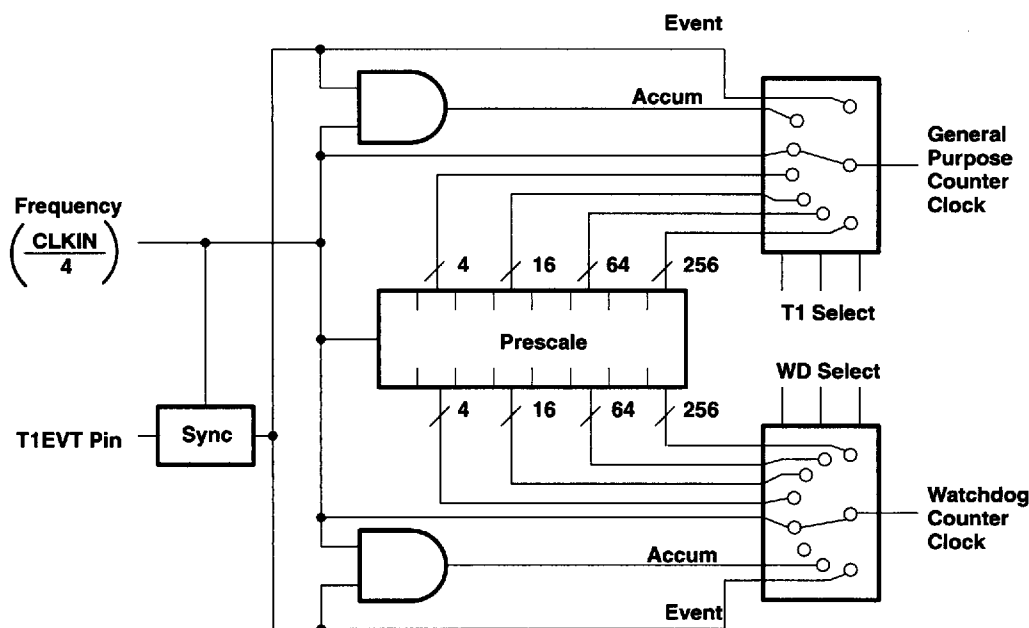 Event
Accum
General
Purpose
Counter
Clock
Frequency
(CLKIN/4)
/4 /16 /64 /256
T1 Select
Prescale
WD Select
/4 /16 /64 /256
T1EVT Pin
Sync
Watchdog
Counter
Clock
Accum
Event